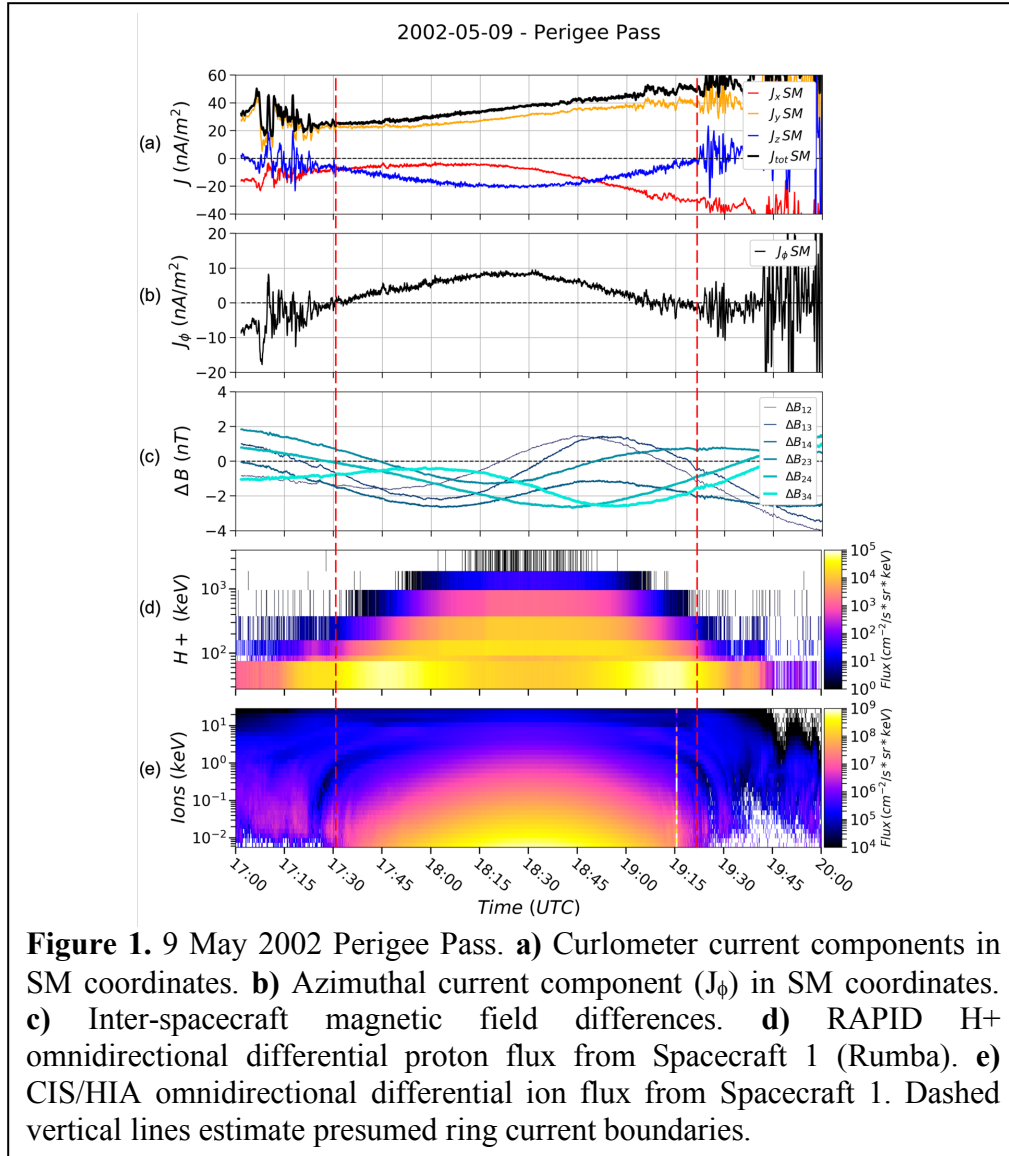 2002-05-09 - Perigee Pass
(a)
J (nA/m²)
60
40
20
0
−20
−40
Jₓ SM
Jᵧ SM
J_z SM
J_tot SM
(b)
J_ϕ (nA/m²)
20
10
0
−10
−20
J_ϕ SM
(c)
ΔB (nT)
4
2
0
−2
−4
ΔB₁₂
ΔB₁₃
ΔB₁₄
ΔB₂₃
ΔB₂₄
ΔB₃₄
(d)
H+ (keV)
10³
10²
10⁵
10⁴
10³
10²
10¹
10⁰
Flux (cm⁻²/s* sr* keV)
(e)
Ions (keV)
10¹
10⁰
10⁻¹
10⁻²
10⁹
10⁸
10⁷
10⁶
10⁵
10⁴
Flux (cm⁻²/s* sr* keV)
17:00
17:15
17:30
17:45
18:00
18:15
18:30
18:45
19:00
19:15
19:30
19:45
20:00
Time (UTC)
Figure 1. 9 May 2002 Perigee Pass. a) Curlometer current components in
SM coordinates. b) Azimuthal current component (J_ϕ) in SM coordinates.
c) Inter-spacecraft magnetic field differences. d) RAPID H+
omnidirectional differential proton flux from Spacecraft 1 (Rumba). e)
CIS/HIA omnidirectional differential ion flux from Spacecraft 1. Dashed
vertical lines estimate presumed ring current boundaries.